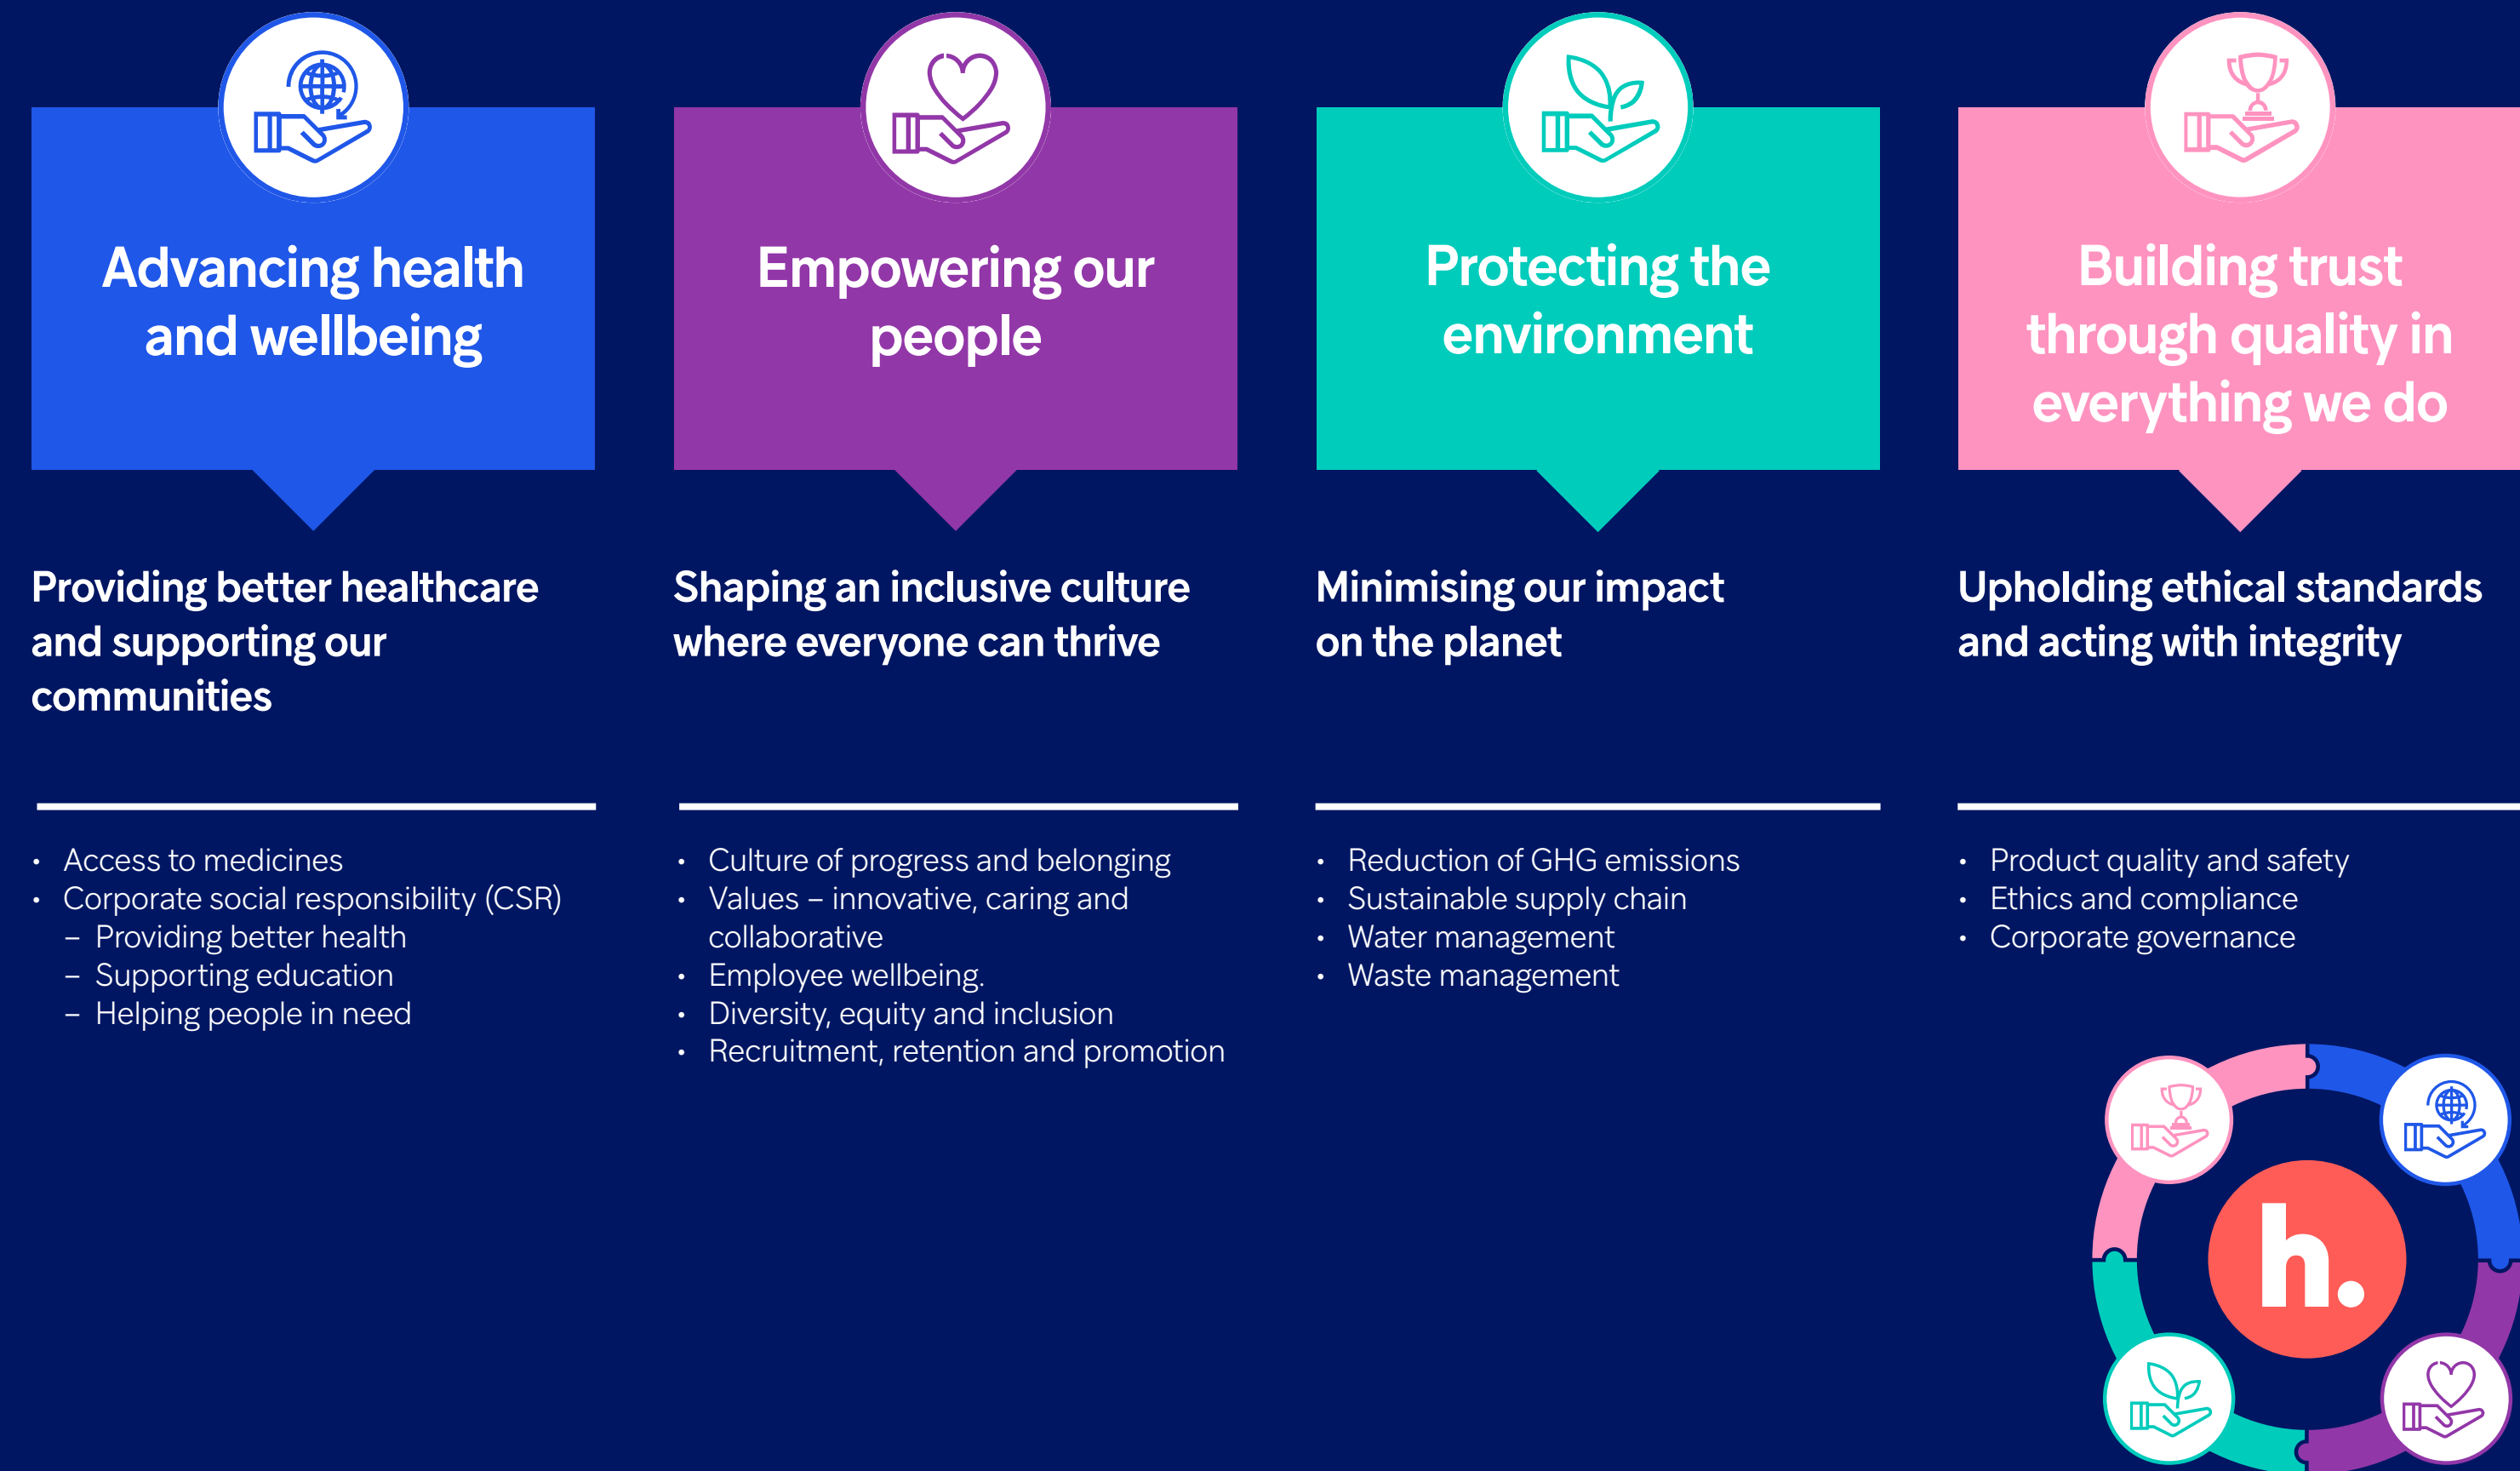 Advancing health
and wellbeing
Providing better healthcare
and supporting our
communities
• Access to medicines
• Corporate social responsibility (CSR)
– Providing better health
– Supporting education
– Helping people in need
Empowering our
people
Shaping an inclusive culture
where everyone can thrive
• Culture of progress and belonging
• Values – innovative, caring and
collaborative
• Employee wellbeing.
• Diversity, equity and inclusion
• Recruitment, retention and promotion
Protecting the
environment
Minimising our impact
on the planet
• Reduction of GHG emissions
• Sustainable supply chain
• Water management
• Waste management
Building trust
through quality in
everything we do
Upholding ethical standards
and acting with integrity
• Product quality and safety
• Ethics and compliance
• Corporate governance
h.